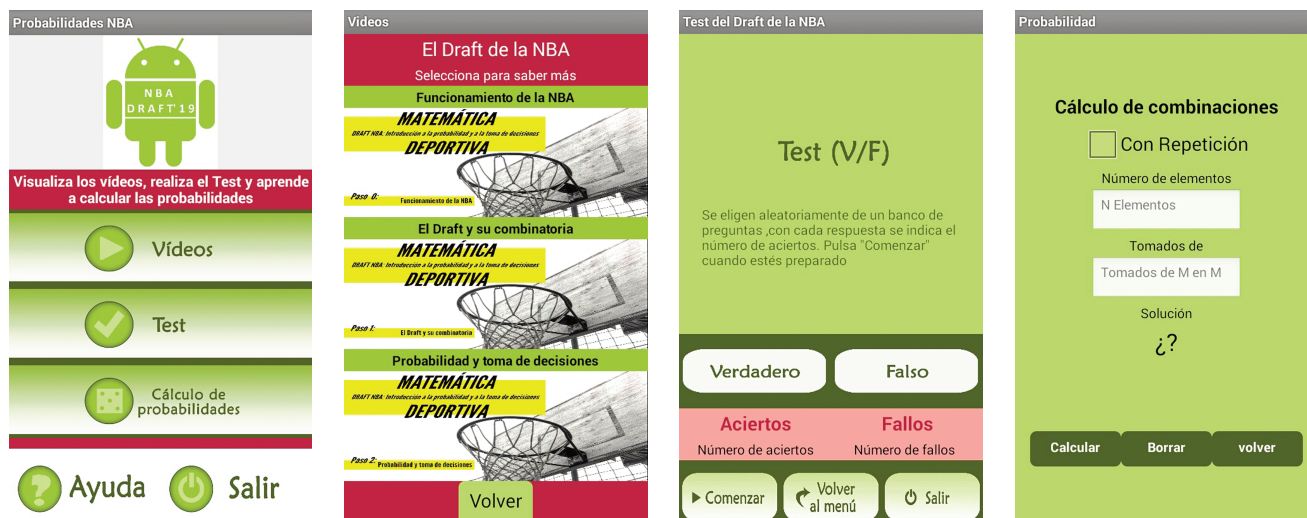 Probabilidades NBA
NBA
DRAFT'19
Visualiza los vídeos, realiza el Test y aprende
a calcular las probabilidades
Vídeos
Test
Cálculo de
probabilidades
Ayuda
Salir
Videos
El Draft de la NBA
Selecciona para saber más
Funcionamiento de la NBA
MATEMÁTICA
DRAFT NBA: Introducción a la probabilidad y a la toma de decisiones
DEPORTIVA
Paso 0: Funcionamiento de la NBA
El Draft y su combinatoria
MATEMÁTICA
DRAFT NBA: Introducción a la probabilidad y a la toma de decisiones
DEPORTIVA
Paso 1: El Draft y su combinatoria
Probabilidad y toma de decisiones
MATEMÁTICA
DRAFT NBA: Introducción a la probabilidad y a la toma de decisiones
DEPORTIVA
Paso 2: Probabilidad y toma de decisiones
Volver
Test del Draft de la NBA
Test (V/F)
Se eligen aleatoriamente de un banco de
preguntas ,con cada respuesta se indica el
número de aciertos. Pulsa "Comenzar"
cuando estés preparado
Verdadero
Falso
Aciertos
Fallos
Número de aciertos
Número de fallos
Comenzar
Volver
al menú
Salir
Probabilidad
Cálculo de combinaciones
Con Repetición
Número de elementos
N Elementos
Tomados de
Tomados de M en M
Solución
¿?
Calcular
Borrar
volver